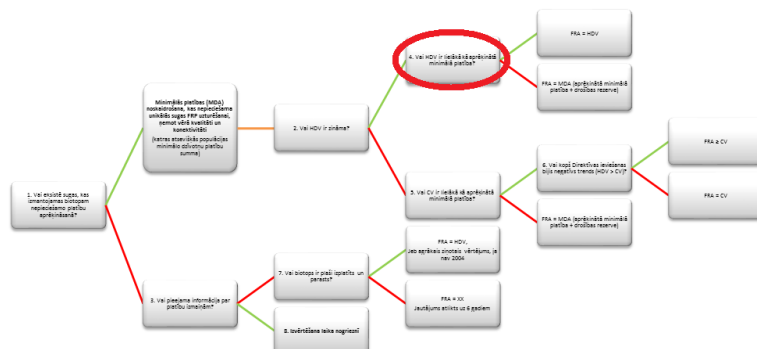 1. Vai eksistē sugas, kas
izmantojamas biotopam
nepieciešamo platību
aprēķināšanā?
Minimālās platības (MDA)
noskaidrošana, kas nepieciešama
unikālās sugas FRP uzturēšanai,
ņemot vērā kvalitāti un
konektivitāti
(katras atsevišķas populācijas
minimālo dzīvotņu platību
summa)
2. Vai HDV ir zināma?
3. Vai pieejama informācija par
platību izmaiņām?
4. Vai HDV ir lielāka kā aprēķinātā
minimālā platība?
FRA = HDV
FRA = MDA (aprēķinātā minimālā
platība + drošības rezerve)
5. Vai CV ir lielāka kā aprēķinātā
minimālā platība?
6. Vai kopš Direktīvas ieviešanas
bijis negatīvs trends (HDV > CV)?
FRA ≥ CV
FRA = CV
FRA = MDA (aprēķinātā minimālā
platība + drošības rezerve)
7. Vai biotops ir plaši izplatīts un
parasts?
FRA = HDV,
Jeb agrākais ziņotais vērtējums, ja
nav 2004
FRA = XX
Jautājums atlikts uz 6 gadiem
8. Izvērtēšana laika nogrieznī